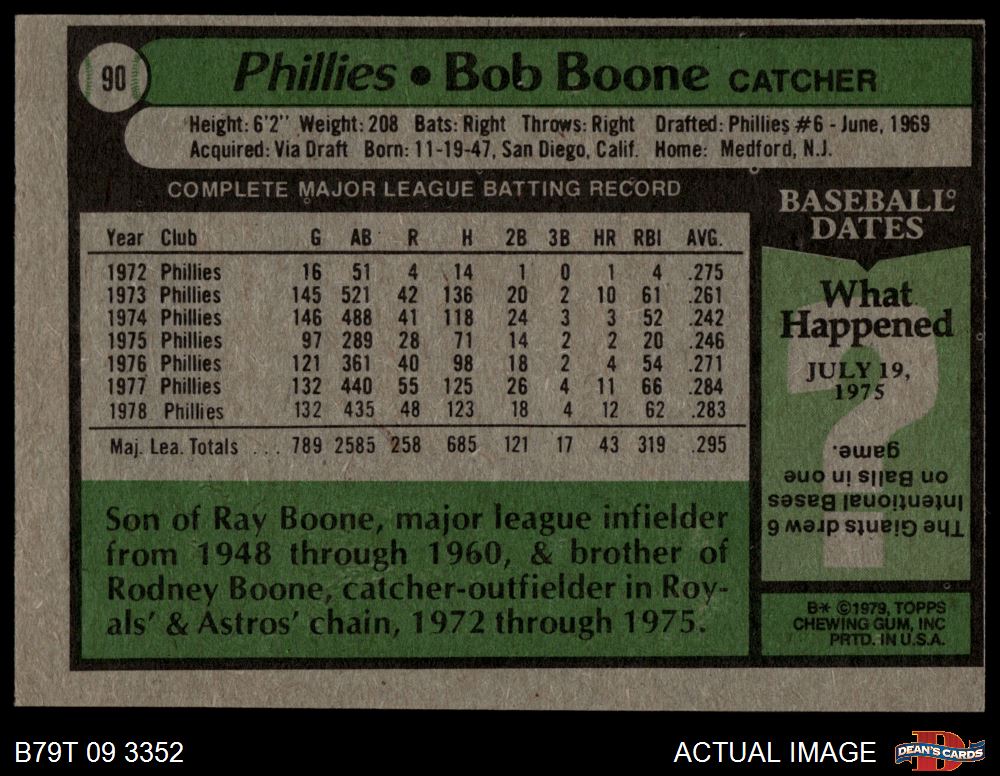 90
Phillies • Bob Boone CATCHER
Height: 6'2" Weight: 208 Bats: Right Throws: Right Drafted: Phillies #6 - June, 1969
Acquired: Via Draft Born: 11-19-47, San Diego, Calif. Home: Medford, N.J.
COMPLETE MAJOR LEAGUE BATTING RECORD
Year Club G AB R H 2B 3B HR RBI AVG.
1972 Phillies 16 51 4 14 1 0 1 4 .275
1973 Phillies 145 521 42 136 20 2 10 61 .261
1974 Phillies 146 488 41 118 24 3 3 52 .242
1975 Phillies 97 289 28 71 14 2 2 20 .246
1976 Phillies 121 361 40 98 18 2 4 54 .271
1977 Phillies 132 440 55 125 26 4 11 66 .284
1978 Phillies 132 435 48 123 18 4 12 62 .283
Maj. Lea. Totals . . . 789 2585 258 685 121 17 43 319 .295
Son of Ray Boone, major league infielder
from 1948 through 1960, & brother of
Rodney Boone, catcher-outfielder in Roy-
als' & Astros' chain, 1972 through 1975.
BASEBALL
DATES
What
Happened
JULY 19,
1975
?
The Giants drew 6
Intentional Bases
on Balls in one
game.
B* ©1979, TOPPS
CHEWING GUM, INC
PRTD. IN U.S.A.
B79T 09 3352
ACTUAL IMAGE
DEAN'S CARDS